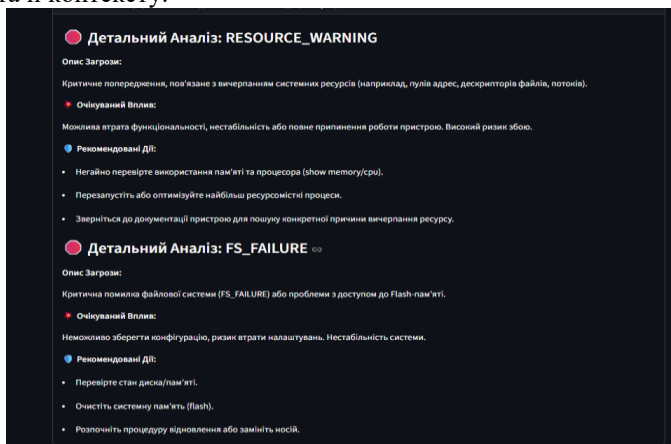 контексту.
Детальний Аналіз: RESOURCE_WARNING
Опис Загрози:
Критичне попередження, пов'язане з вичерпанням системних ресурсів (наприклад, пулів адрес, дескрипторів файлів, потоків).
Очікуваний Вплив:
Можлива втрата функціональності, нестабільність або повне припинення роботи пристрою. Високий ризик збою.
Рекомендовані Дії:
• Негайно перевірте використання пам'яті та процесора (show memory/cpu).
• Перезапустіть або оптимізуйте найбільш ресурсомісткі процеси.
• Зверніться до документації пристрою для пошуку конкретної причини вичерпання ресурсу.
Детальний Аналіз: FS_FAILURE
Опис Загрози:
Критична помилка файлової системи (FS_FAILURE) або проблеми з доступом до Flash-пам'яті.
Очікуваний Вплив:
Неможливо зберегти конфігурацію, ризик втрати налаштувань. Нестабільність системи.
Рекомендовані Дії:
• Перевірте стан диска/пам'яті.
• Очистіть системну пам'ять (flash).
• Розпочніть процедуру відновлення або замініть носій.